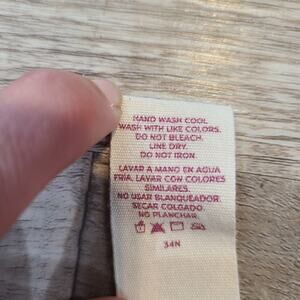 HAND WASH COOL
WASH WITH LIKE COLORS.
DO NOT BLEACH.
LINE DRY.
DO NOT IRON.
LAVAR A MANO EN AGUA
FRÍA. LAVAR CON COLORES
SIMILARES.
NO USAR BLANQUEADOR.
SECAR COLGADO.
NO PLANCHAR.
34N